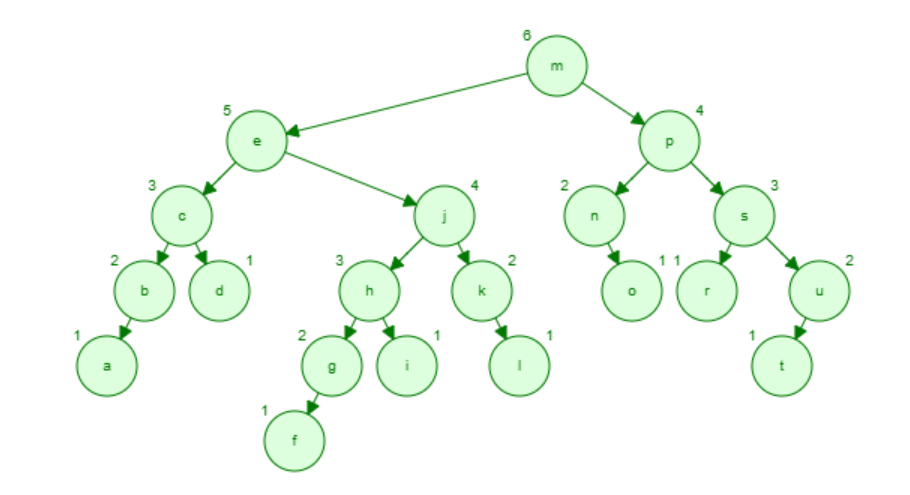 6
m
5 4
e p
3 4 2 3
c j n s
2 1 3 2 1 1 2
b d h k o r u
1 2 1 1 1
a g i l t
1
f